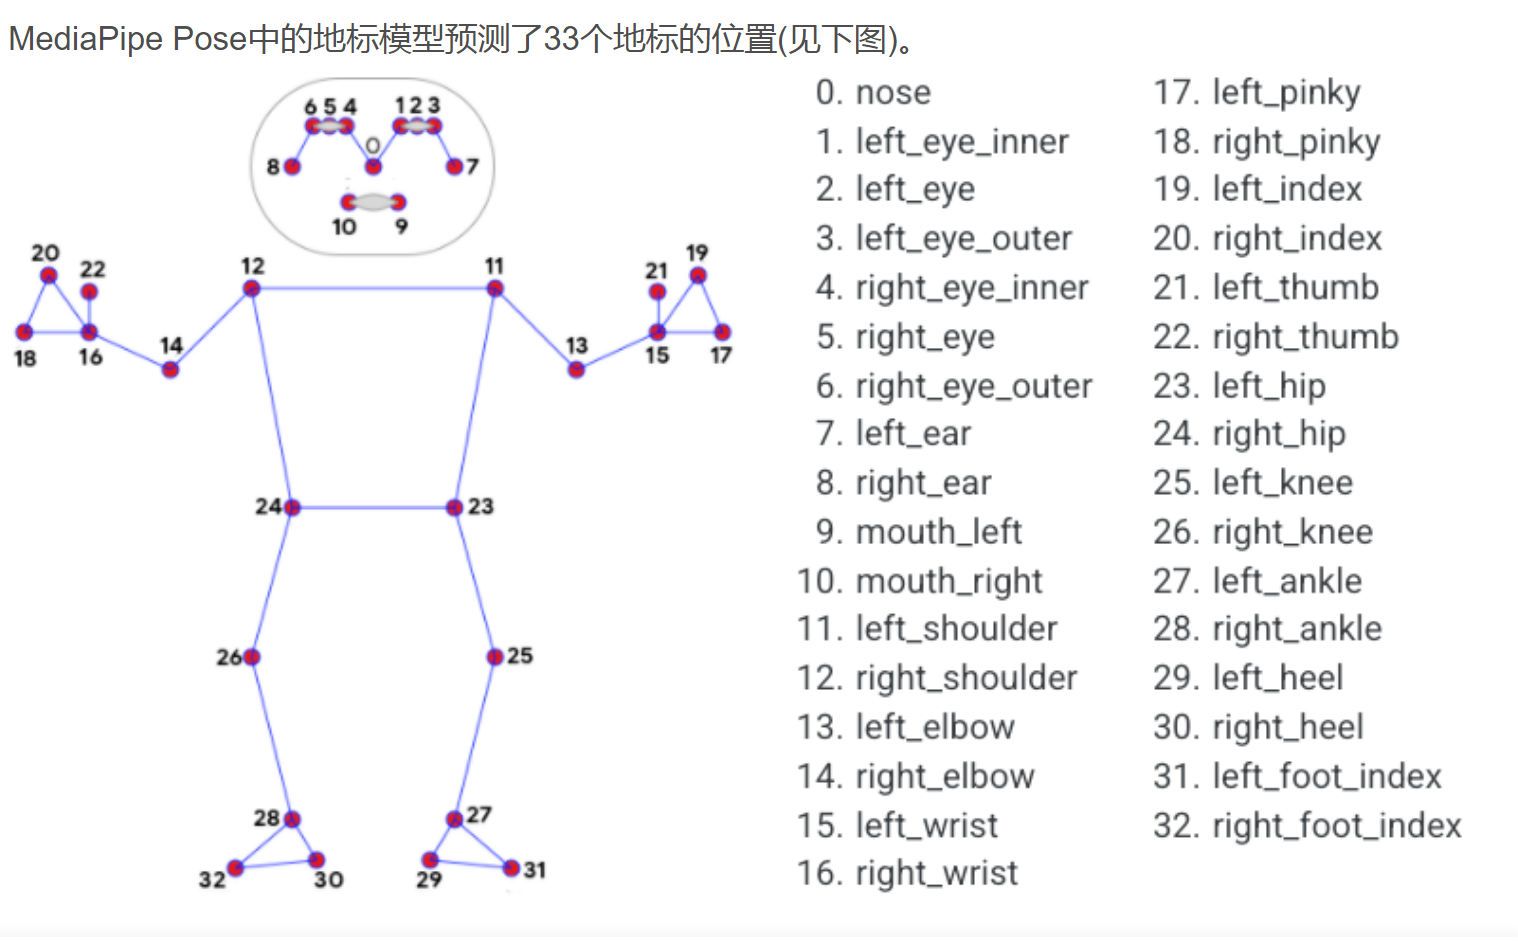 MediaPipe Pose中的地标模型预测了33个地标的位置(见下图)。
6 5 4 1 2 3
0
8 7
10 9
20 22 12 11 21 19
18 16 14 13 15 17
24 23
26 25
28 27
32 30 29 31
0. nose
1. left_eye_inner
2. left_eye
3. left_eye_outer
4. right_eye_inner
5. right_eye
6. right_eye_outer
7. left_ear
8. right_ear
9. mouth_left
10. mouth_right
11. left_shoulder
12. right_shoulder
13. left_elbow
14. right_elbow
15. left_wrist
16. right_wrist
17. left_pinky
18. right_pinky
19. left_index
20. right_index
21. left_thumb
22. right_thumb
23. left_hip
24. right_hip
25. left_knee
26. right_knee
27. left_ankle
28. right_ankle
29. left_heel
30. right_heel
31. left_foot_index
32. right_foot_index